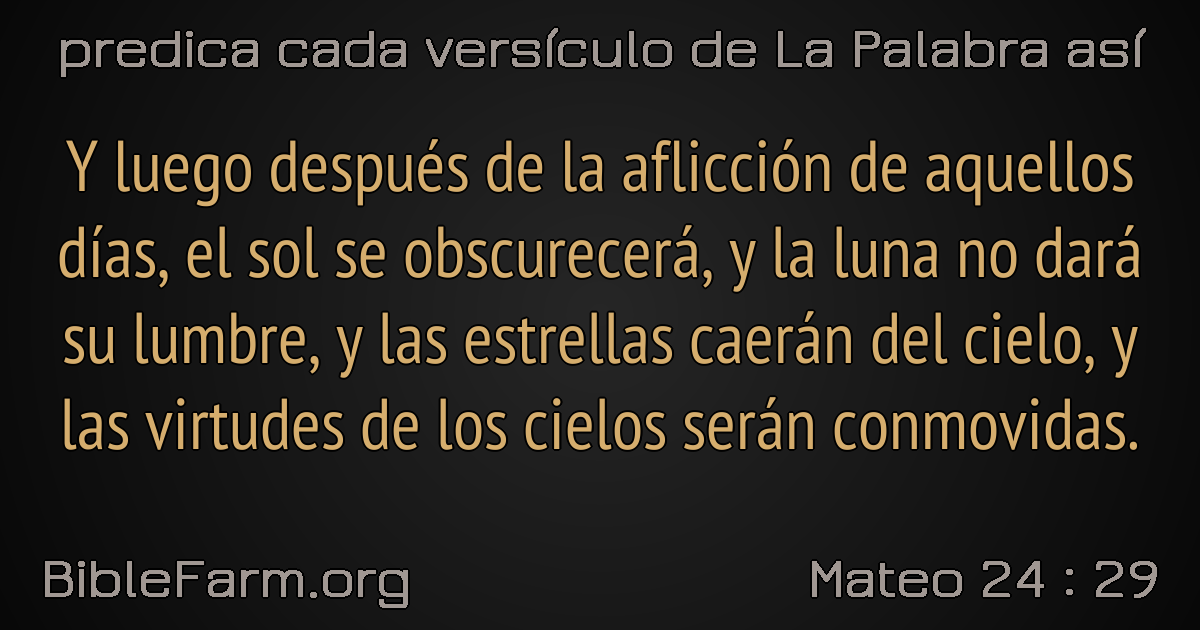 predica cada versículo de La Palabra así
Y luego después de la aflicción de aquellos
días, el sol se obscurecerá, y la luna no dará
su lumbre, y las estrellas caerán del cielo, y
las virtudes de los cielos serán conmovidas.
BibleFarm.org
Mateo 24 : 29